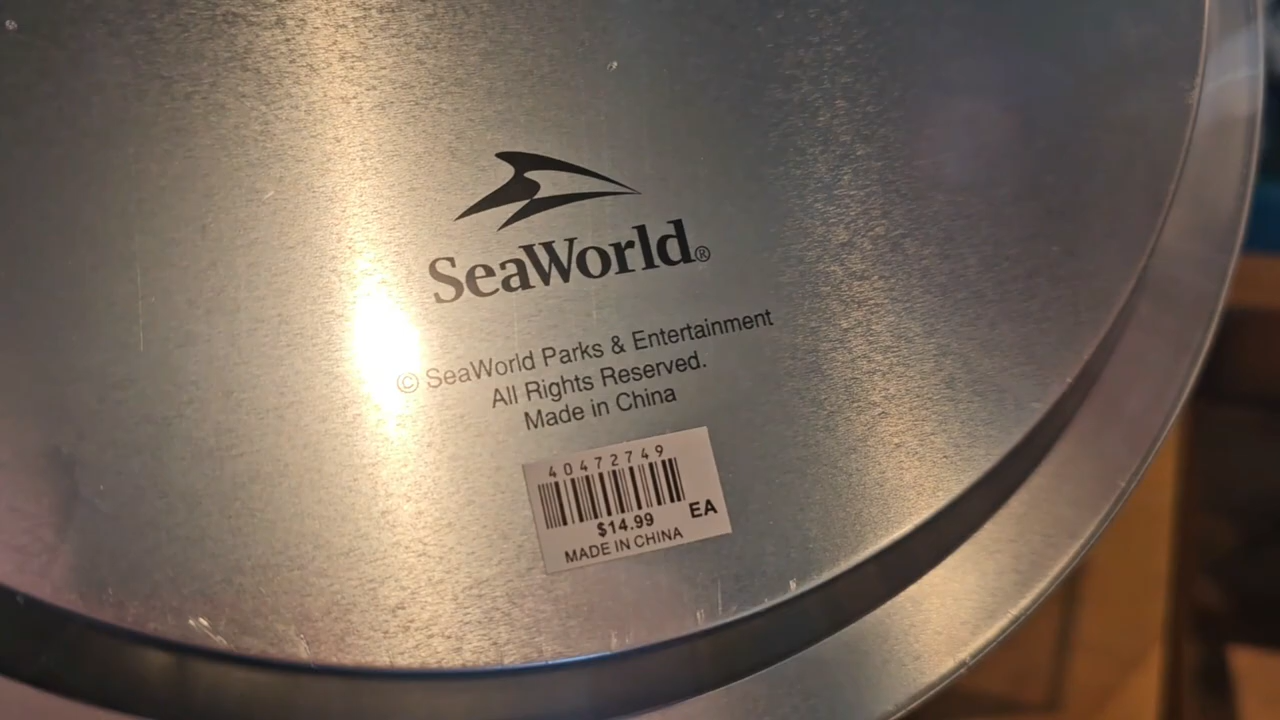 SeaWorld®
© SeaWorld Parks & Entertainment
All Rights Reserved.
Made in China
40472749
$14.99 EA
MADE IN CHINA